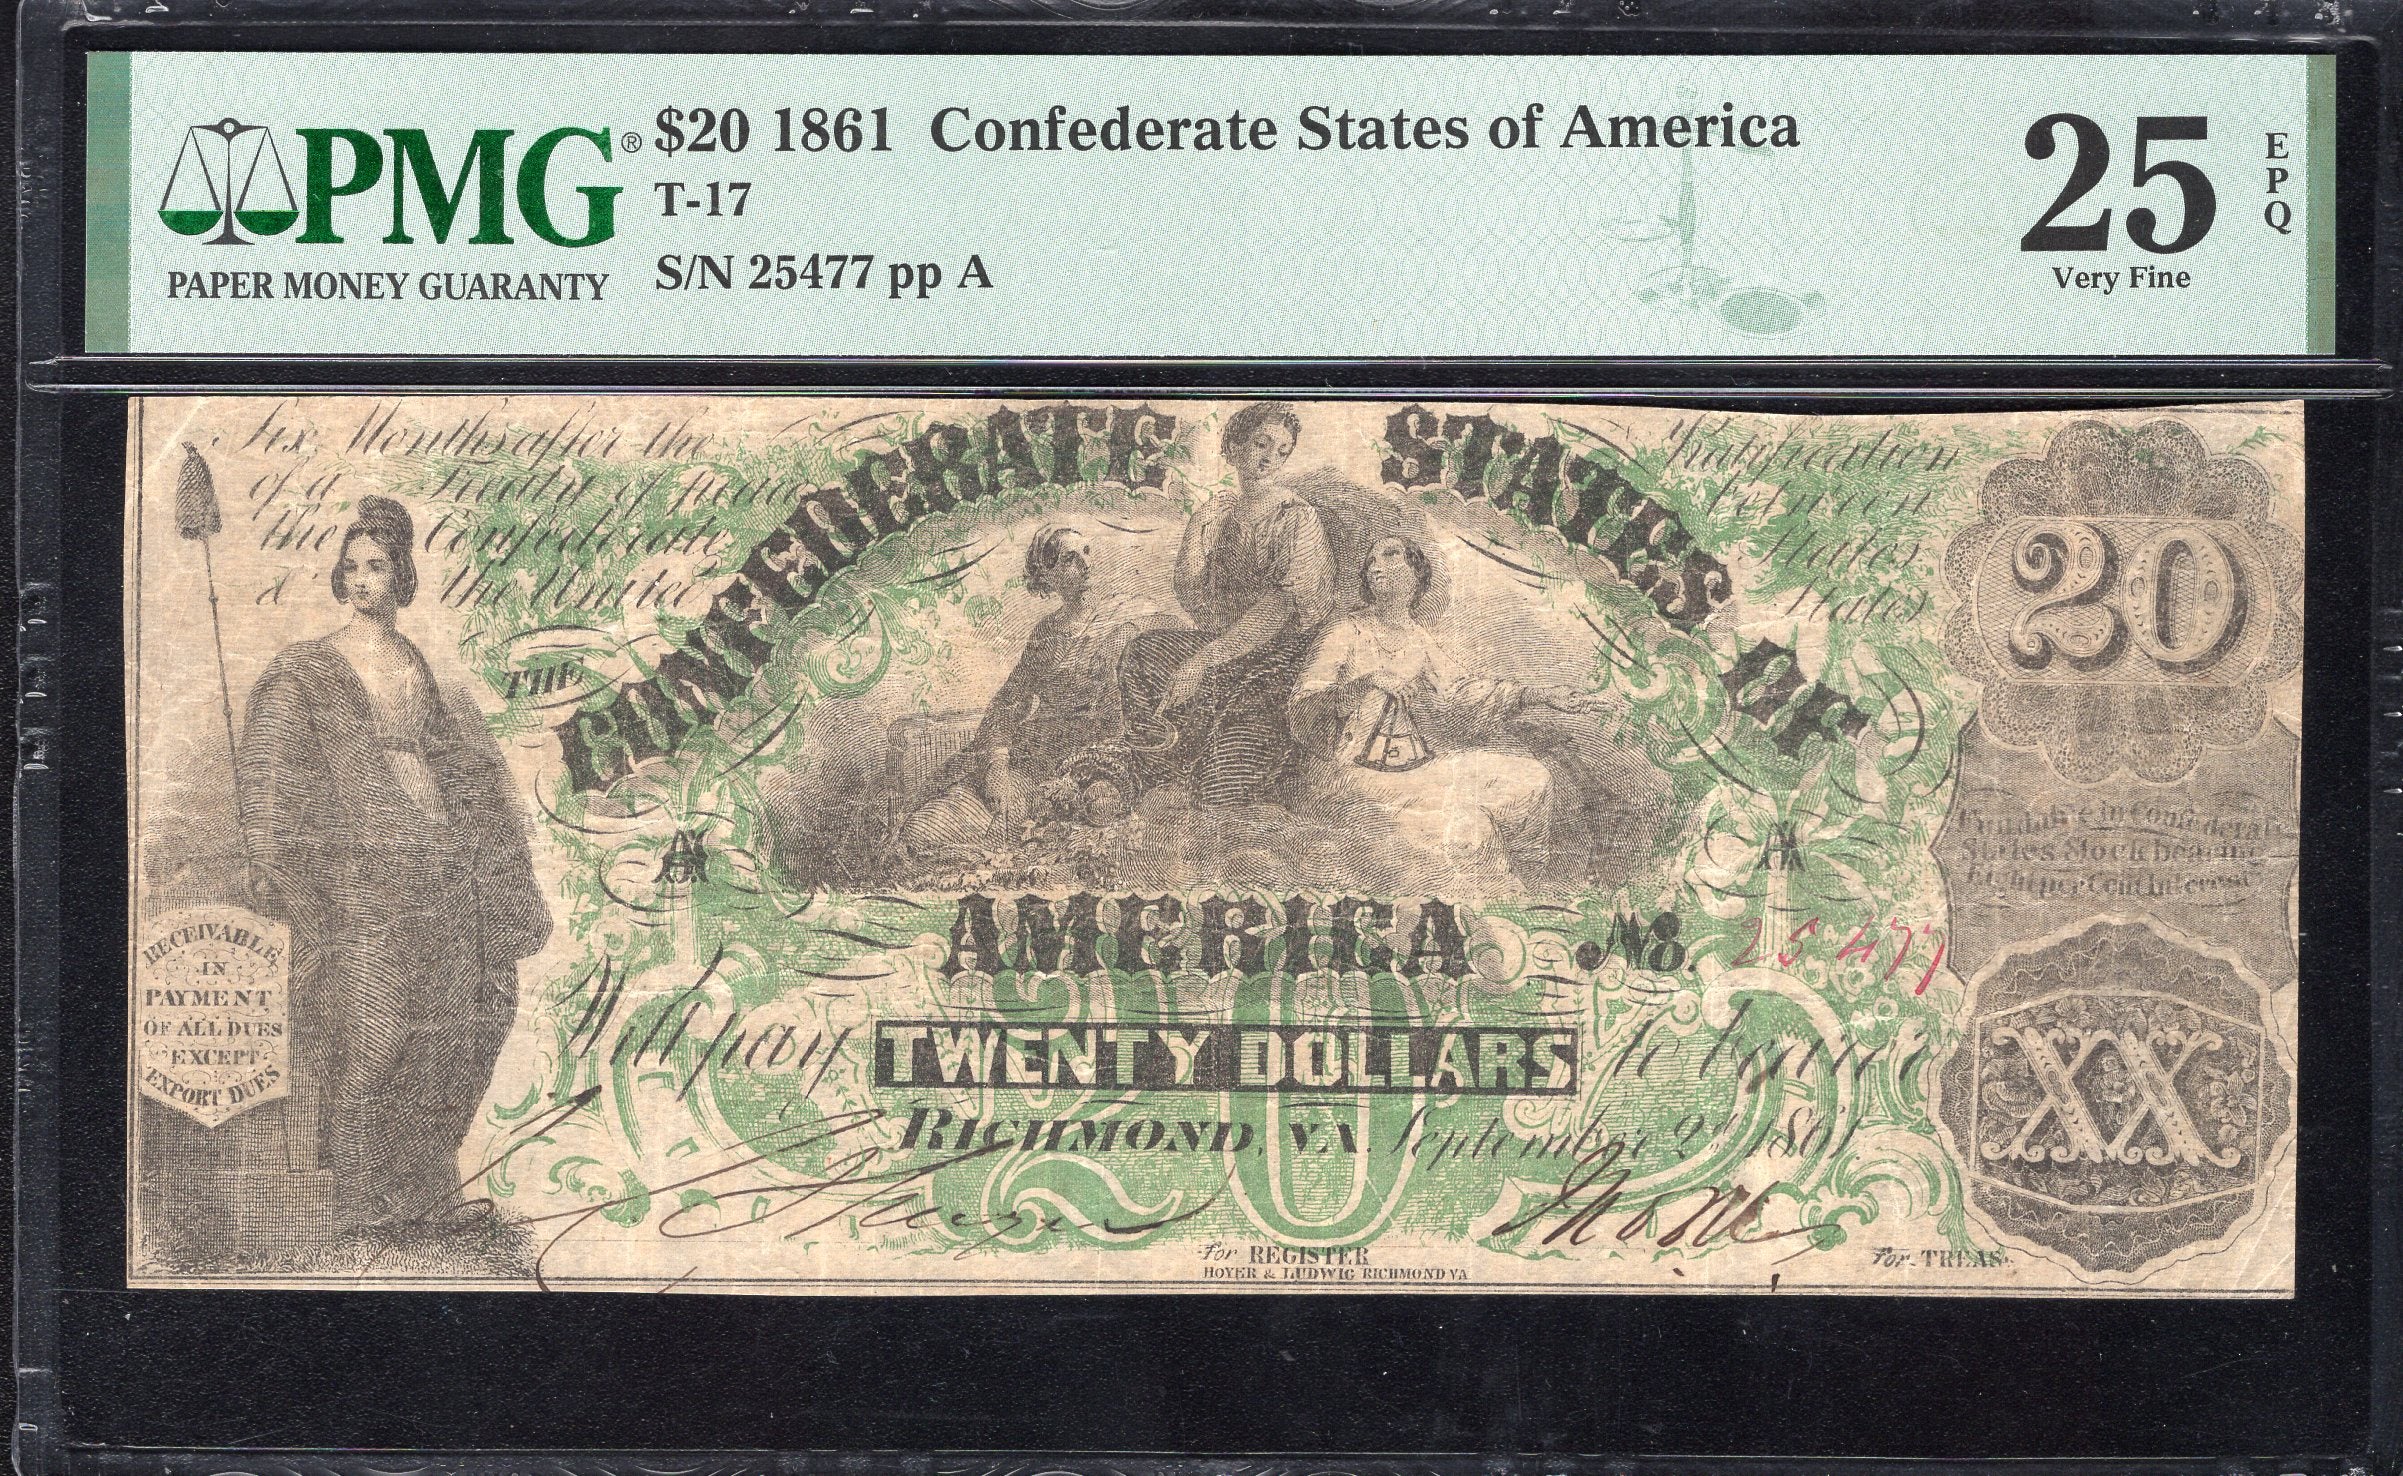 PMG®
PAPER MONEY GUARANTY
$20 1861 Confederate States of America
T-17
S/N 25477 pp A
25
EPQ
Very Fine
Six Months after the Ratification
of a Treaty of peace between
the Confederate States
& the United States
THE
CONFEDERATE STATES OF
AMERICA
20
A A
Fundable in Confederate
States Stock bearing
Eight per Cent Interest
No. 25477
RECEIVABLE
IN
PAYMENT
OF ALL DUES
EXCEPT
EXPORT DUES
Will pay TWENTY DOLLARS to bearer
20
RICHMOND, VA. September 2d 1861
XX
for REGISTER
for TREAS.
HOYER & LUDWIG RICHMOND VA